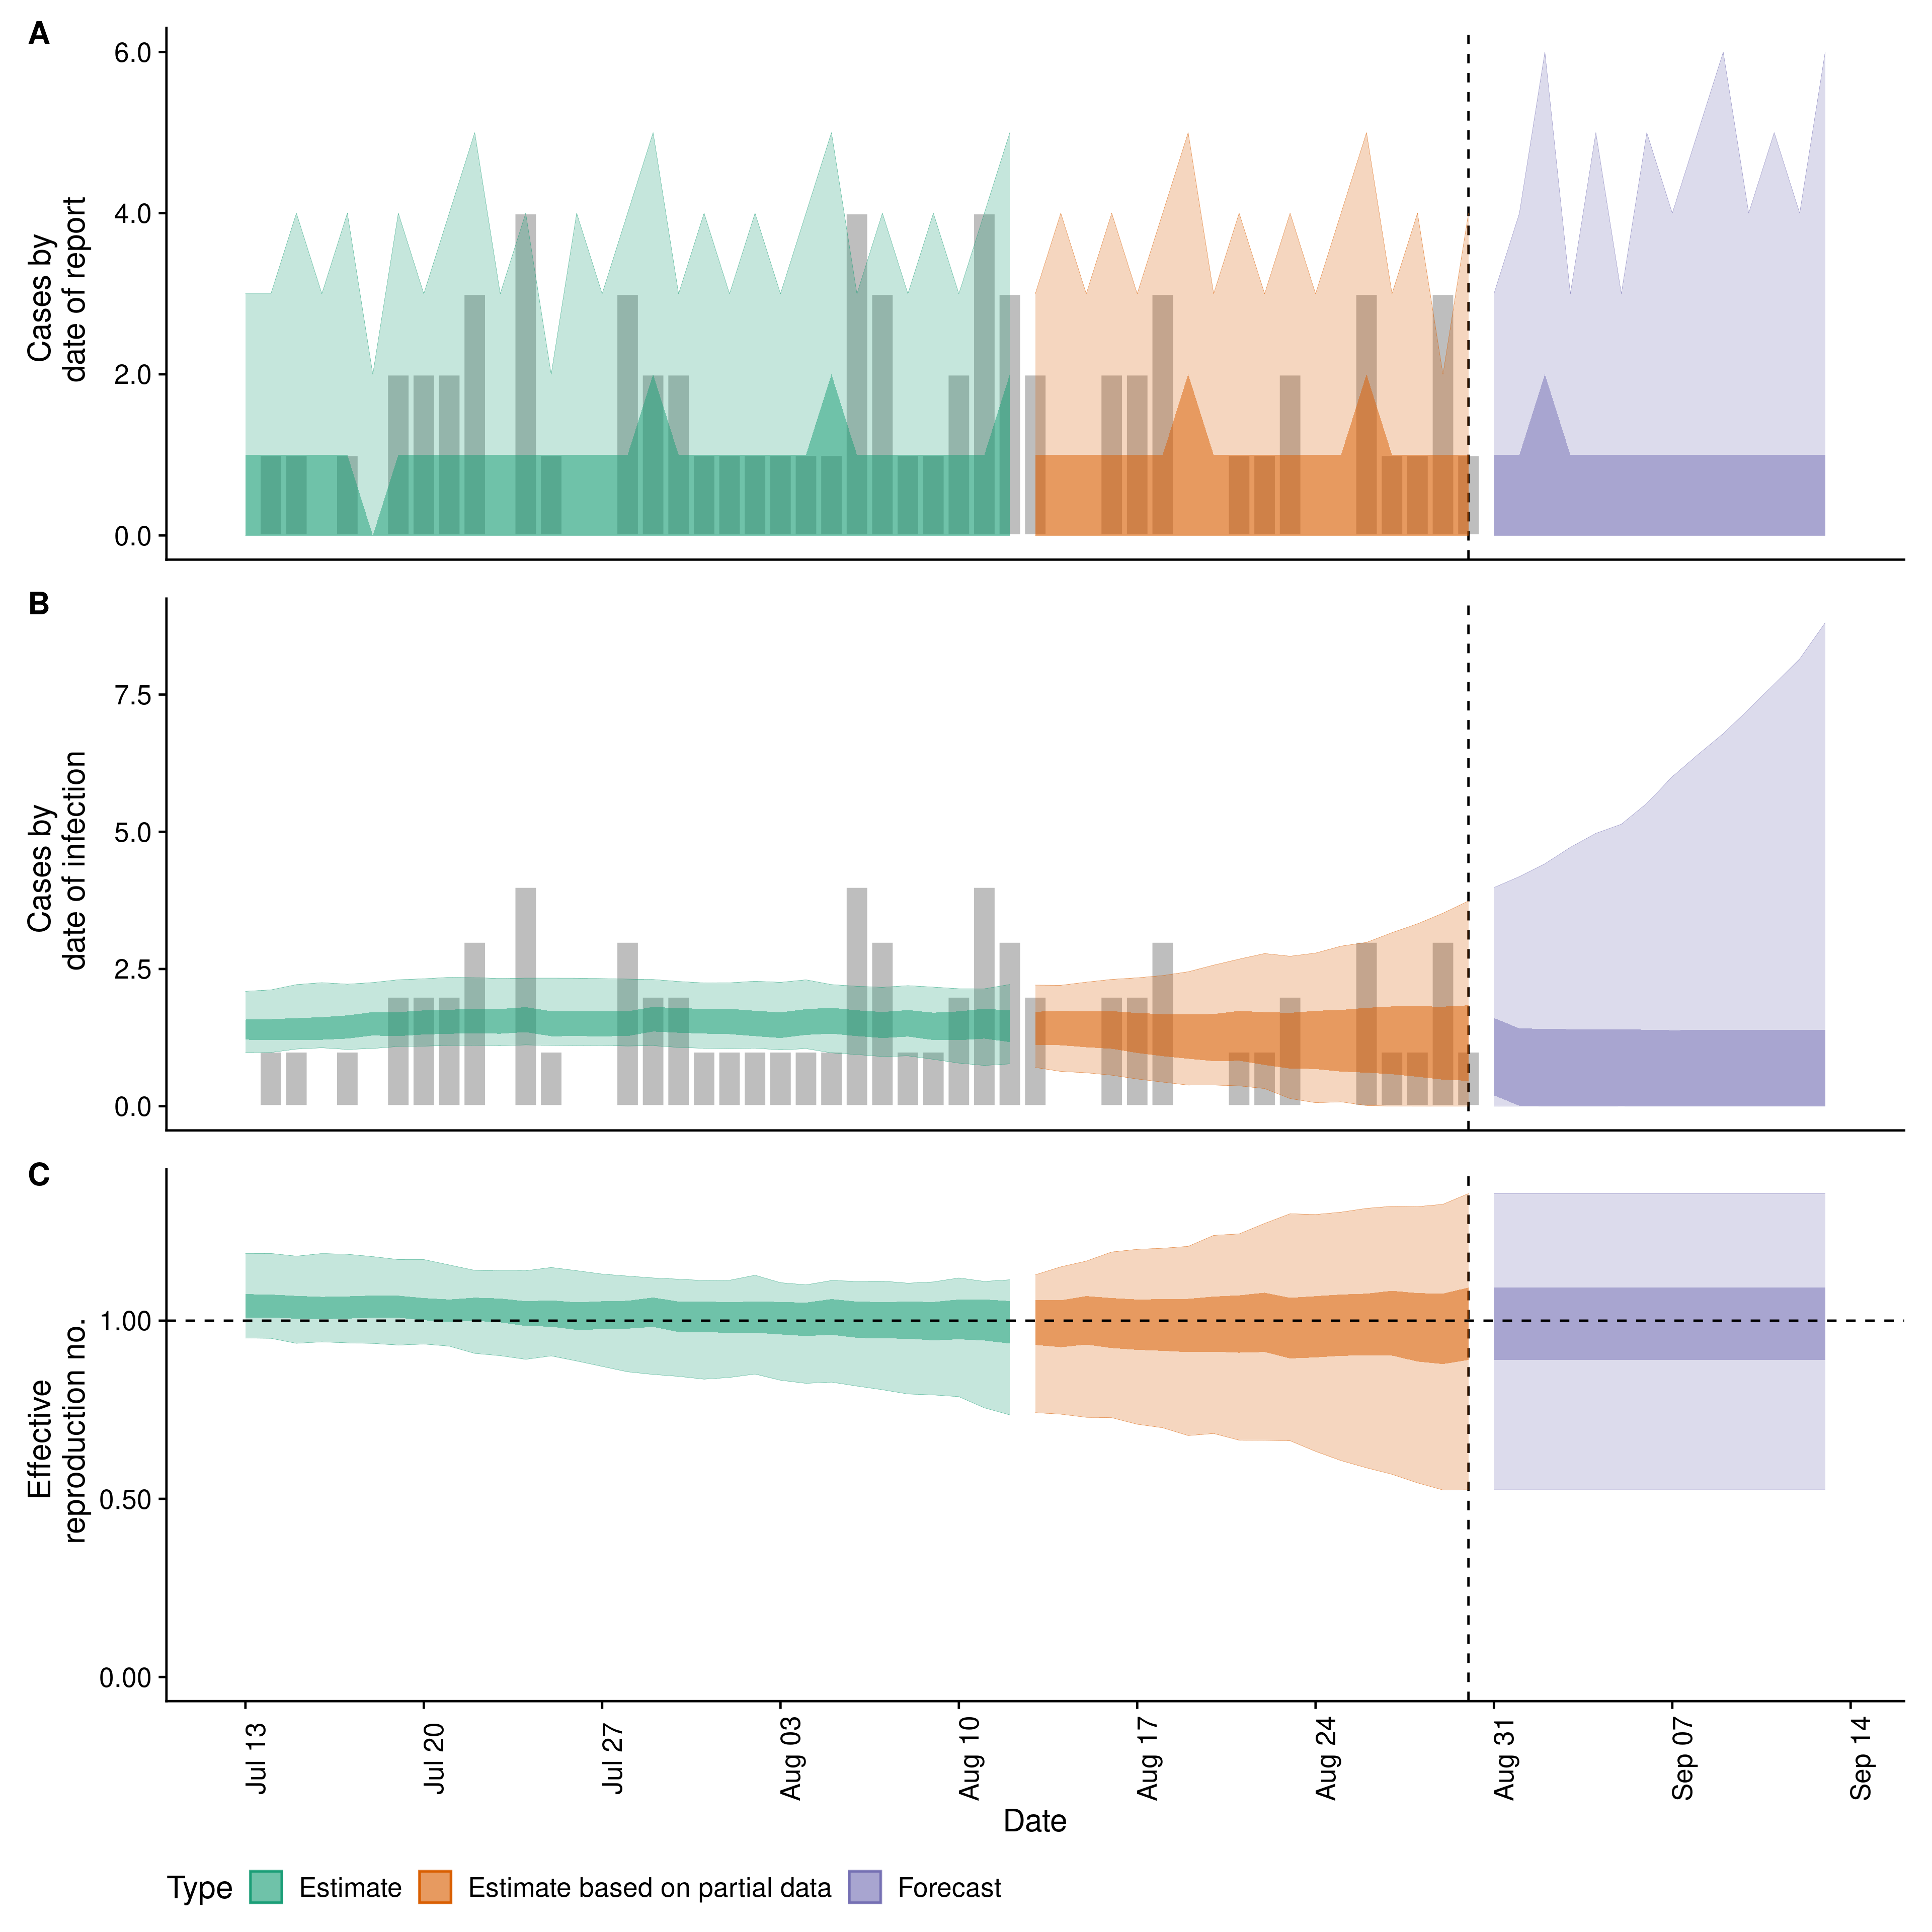 A
Cases by
date of report
6.0
4.0
2.0
0.0
B
Cases by
date of infection
7.5
5.0
2.5
0.0
C
Effective
reproduction no.
1.00
0.50
0.00
Jul 13
Jul 20
Jul 27
Aug 03
Aug 10
Aug 17
Aug 24
Aug 31
Sep 07
Sep 14
Date
Type
Estimate
Estimate based on partial data
Forecast